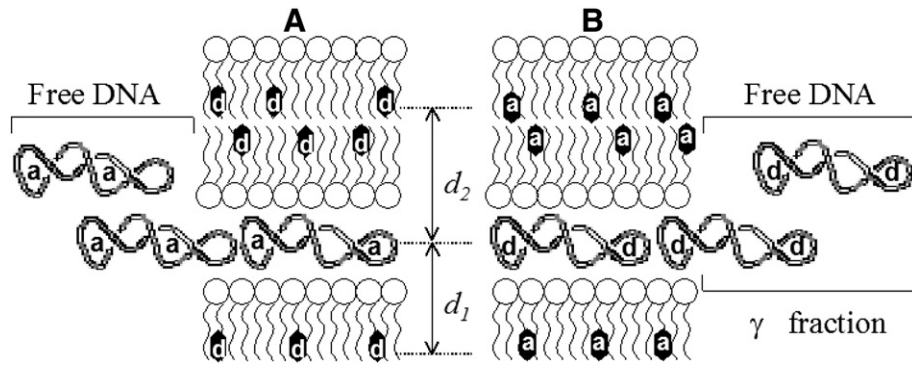 A B
Free DNA Free DNA
d d d a a a
d d d a a a
a a d d
d2
a a a a d d d d
d1
γ fraction
d d d a a a